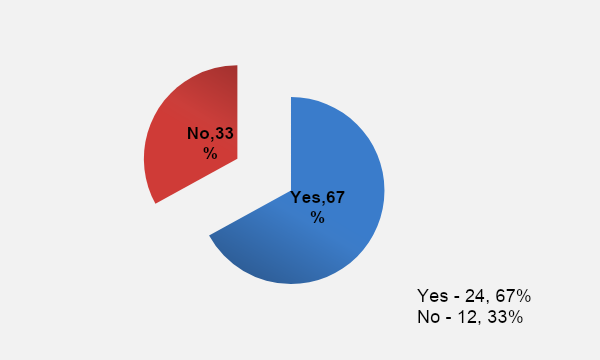 No,33
%
Yes,67
%
Yes - 24, 67%
No - 12, 33%